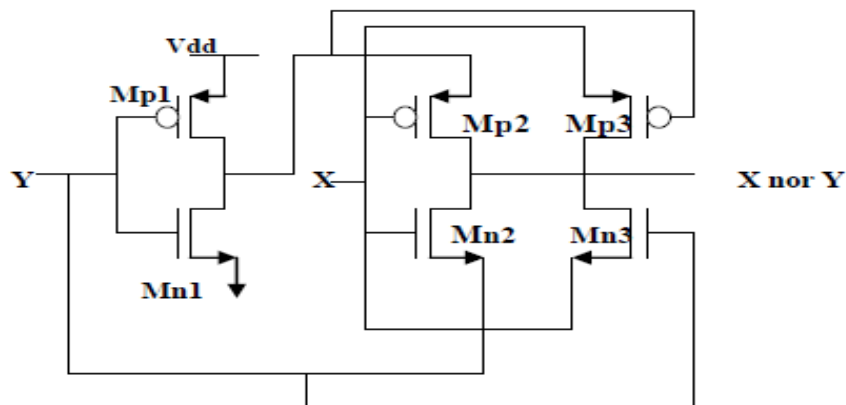 Vdd
Mp1
Mp2
Mp3
Y
X
X nor Y
Mn2
Mn3
Mn1